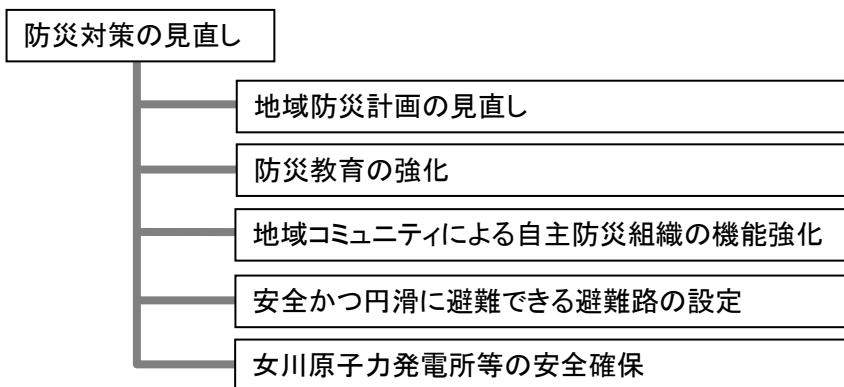 防災対策の見直し
地域防災計画の見直し
防災教育の強化
地域コミュニティによる自主防災組織の機能強化
安全かつ円滑に避難できる避難路の設定
女川原子力発電所等の安全確保